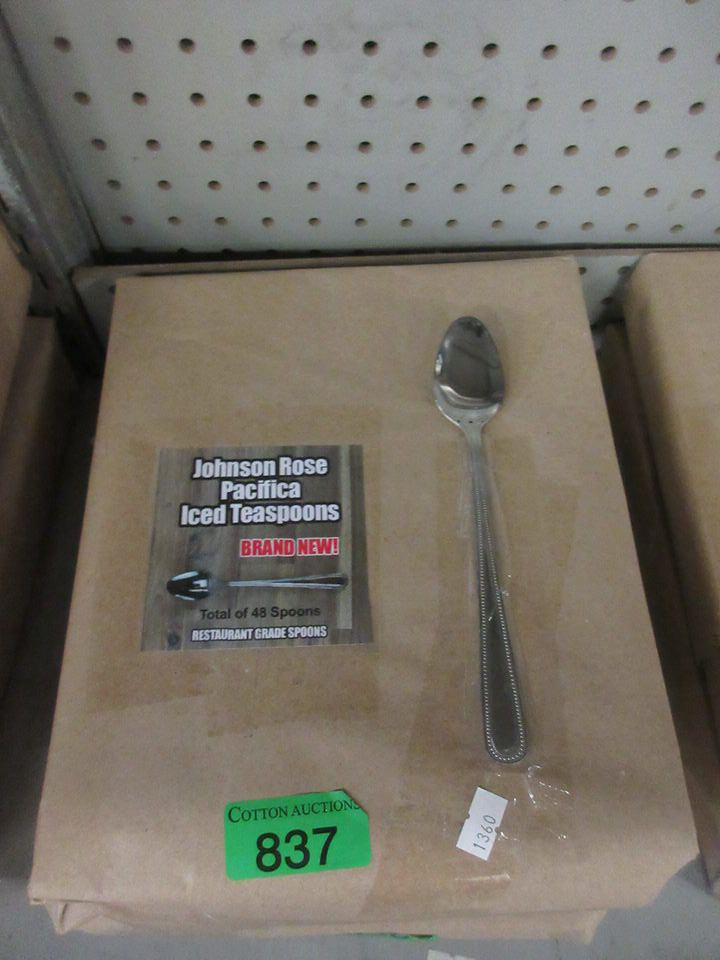 Johnson Rose
Pacifica
Iced Teaspoons
BRAND NEW!
Total of 48 Spoons
RESTAURANT GRADE SPOONS
COTTON AUCTIONS
837
1360